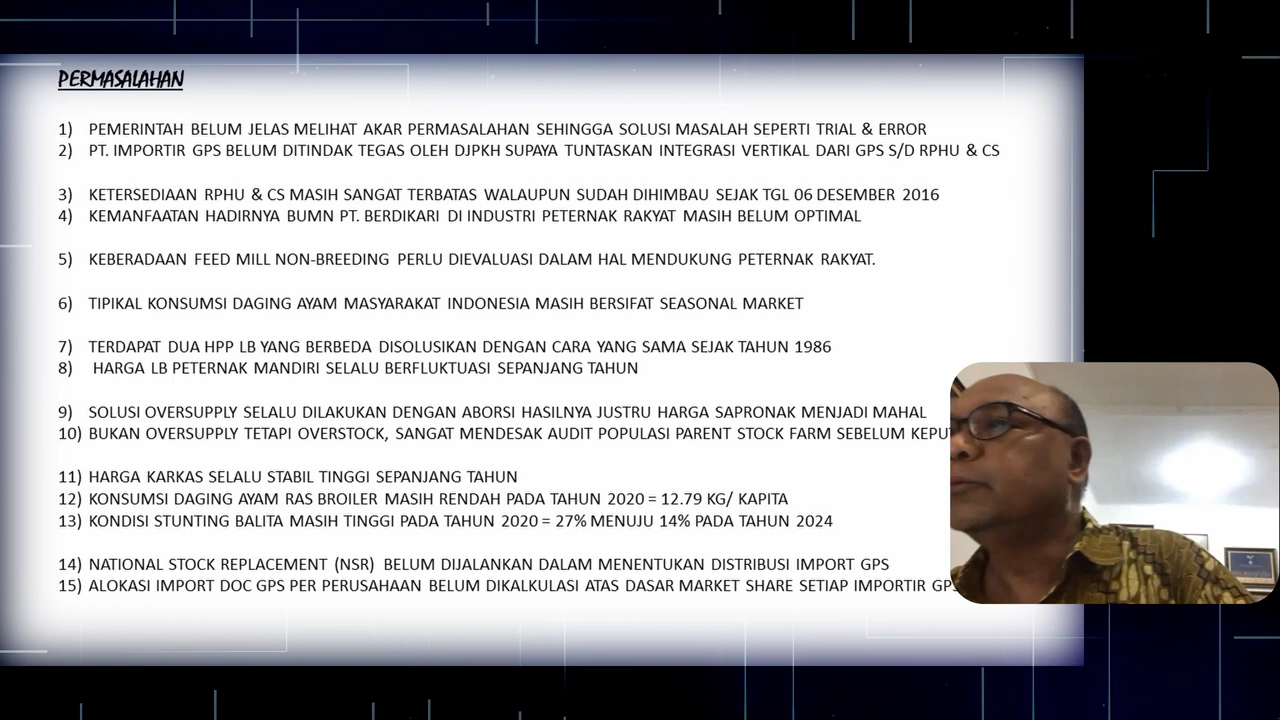 PERMASALAHAN
1) PEMERINTAH BELUM JELAS MELIHAT AKAR PERMASALAHAN SEHINGGA SOLUSI MASALAH SEPERTI TRIAL & ERROR
2) PT. IMPORTIR GPS BELUM DITINDAK TEGAS OLEH DJPKH SUPAYA TUNTASKAN INTEGRASI VERTIKAL DARI GPS S/D RPHU & CS
3) KETERSEDIAAN RPHU & CS MASIH SANGAT TERBATAS WALAUPUN SUDAH DIHIMBAU SEJAK TGL 06 DESEMBER 2016
4) KEMANFAATAN HADIRNYA BUMN PT. BERDIKARI DI INDUSTRI PETERNAK RAKYAT MASIH BELUM OPTIMAL
5) KEBERADAAN FEED MILL NON-BREEDING PERLU DIEVALUASI DALAM HAL MENDUKUNG PETERNAK RAKYAT.
6) TIPIKAL KONSUMSI DAGING AYAM MASYARAKAT INDONESIA MASIH BERSIFAT SEASONAL MARKET
7) TERDAPAT DUA HPP LB YANG BERBEDA DISOLUSIKAN DENGAN CARA YANG SAMA SEJAK TAHUN 1986
8) HARGA LB PETERNAK MANDIRI SELALU BERFLUKTUASI SEPANJANG TAHUN
9) SOLUSI OVERSUPPLY SELALU DILAKUKAN DENGAN ABORSI HASILNYA JUSTRU HARGA SAPRONAK MENJADI MAHAL
10) BUKAN OVERSUPPLY TETAPI OVERSTOCK, SANGAT MENDESAK AUDIT POPULASI PARENT STOCK FARM SEBELUM
11) HARGA KARKAS SELALU STABIL TINGGI SEPANJANG TAHUN
12) KONSUMSI DAGING AYAM RAS BROILER MASIH RENDAH PADA TAHUN 2020 = 12.79 KG/ KAPITA
13) KONDISI STUNTING BALITA MASIH TINGGI PADA TAHUN 2020 = 27% MENUJU 14% PADA TAHUN 2024
14) NATIONAL STOCK REPLACEMENT (NSR) BELUM DIJALANKAN DALAM MENENTUKAN DISTRIBUSI IMPORT GPS
15) ALOKASI IMPORT DOC GPS PER PERUSAHAAN BELUM DIKALKULASI ATAS DASAR MARKET SHARE SETIAP IMPORTIR GPS